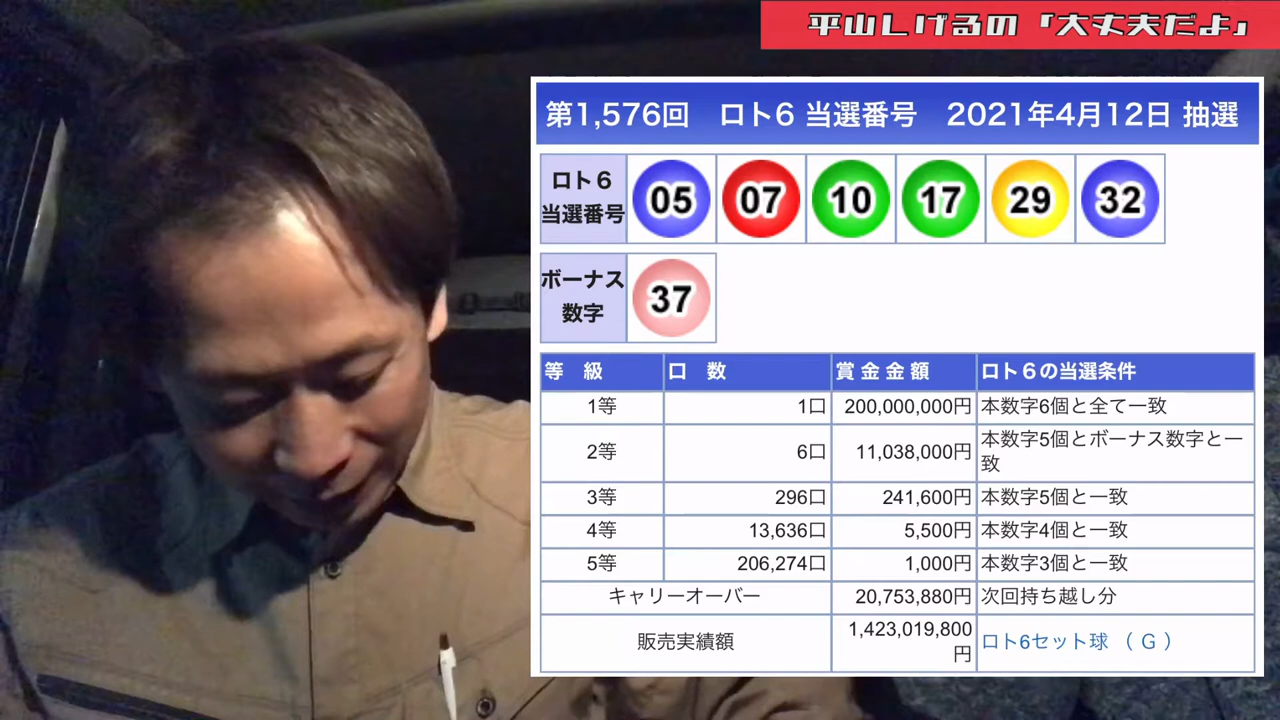 平山しげるの「大丈夫だよ」
第1,576回 ロト6 当選番号 2021年4月12日 抽選
ロト6
当選番号 05 07 10 17 29 32
ボーナス
数字 37
等 級 口 数 賞金金額 ロト6の当選条件
1等 1口 200,000,000円 本数字6個と全て一致
2等 6口 11,038,000円 本数字5個とボーナス数字と一
致
3等 296口 241,600円 本数字5個と一致
4等 13,636口 5,500円 本数字4個と一致
5等 206,274口 1,000円 本数字3個と一致
キャリーオーバー 20,753,880円 次回持ち越し分
販売実績額 1,423,019,800
円 ロト6セット球 ( G )